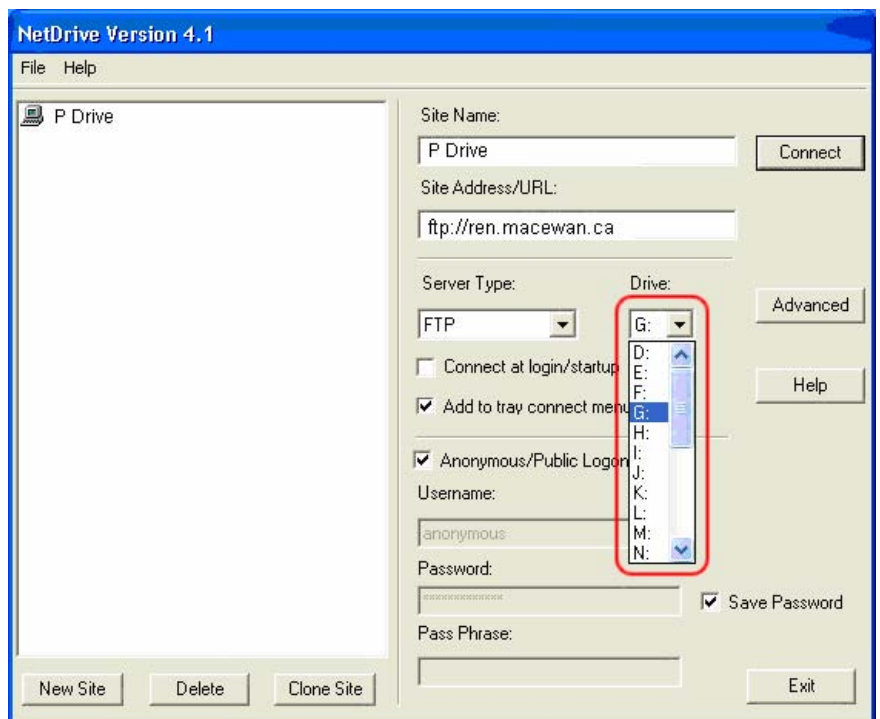 NetDrive Version 4.1
File Help
P Drive
Site Name:
P Drive
Connect
Site Address/URL:
ftp://ren.macewan.ca
Server Type:
Drive:
FTP
G:
Advanced
D:
E:
F:
G:
H:
I:
J:
K:
L:
M:
N:
Connect at login/startup
Add to tray connect menu
Help
Anonymous/Public Logon
Username:
anonymous
Password:
*************
Save Password
Pass Phrase:
New Site
Delete
Clone Site
Exit